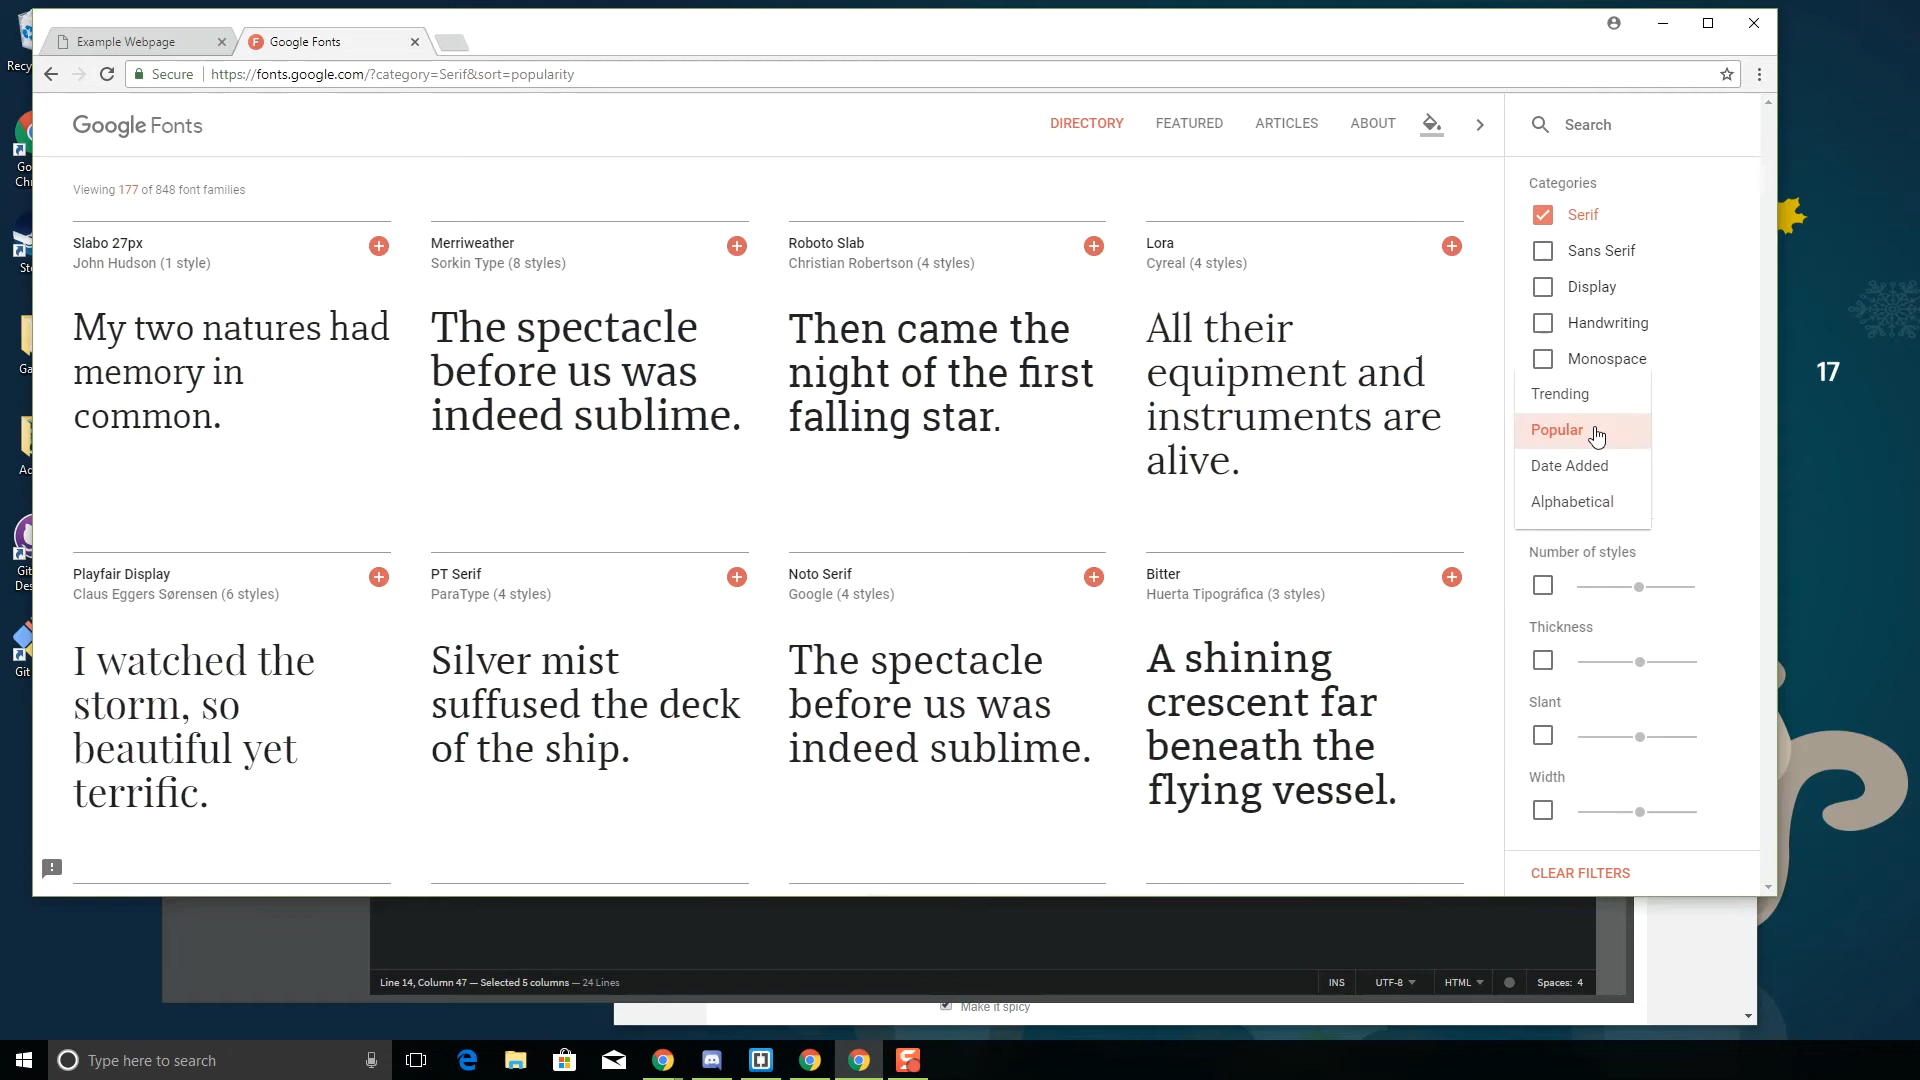 Example Webpage
Google Fonts
Secure
https://fonts.google.com/?category=Serif&sort=popularity
Google Fonts
DIRECTORY
FEATURED
ARTICLES
ABOUT
Search
Viewing 177 of 848 font families
Slabo 27px
John Hudson (1 style)
My two natures had
memory in
common.
Merriweather
Sorkin Type (8 styles)
The spectacle
before us was
indeed sublime.
Roboto Slab
Christian Robertson (4 styles)
Then came the
night of the first
falling star.
Lora
Cyreal (4 styles)
All their
equipment and
instruments are
alive.
Playfair Display
Claus Eggers Sørensen (6 styles)
I watched the
storm, so
beautiful yet
terrific.
PT Serif
ParaType (4 styles)
Silver mist
suffused the deck
of the ship.
Noto Serif
Google (4 styles)
The spectacle
before us was
indeed sublime.
Bitter
Huerta Tipográfica (3 styles)
A shining
crescent far
beneath the
flying vessel.
Categories
Serif
Sans Serif
Display
Handwriting
Monospace
Trending
Popular
Date Added
Alphabetical
Number of styles
Thickness
Slant
Width
CLEAR FILTERS
17
Recy
Go
Chr
Ste
Ga
Git
Des
Git
Line 14, Column 47 — Selected 5 columns — 24 Lines
INS
UTF-8
HTML
Spaces: 4
Make it spicy
Type here to search